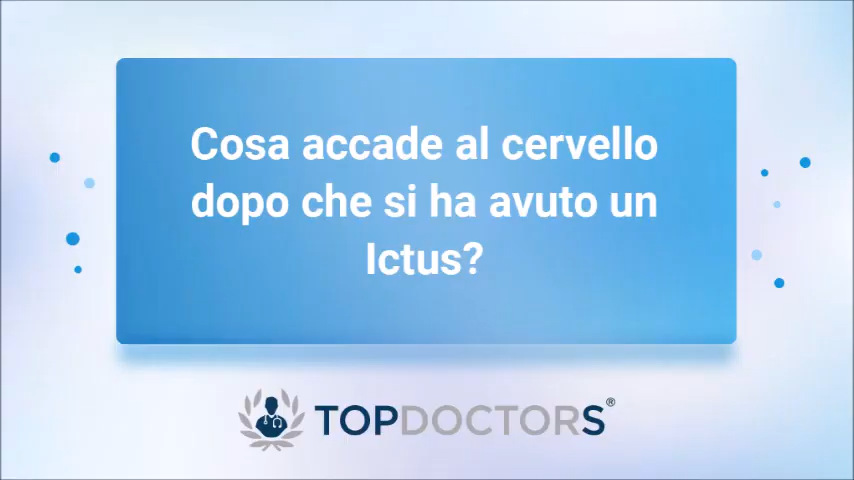 Cosa accade al cervello
dopo che si ha avuto un
Ictus?
TOPDOCTORS®